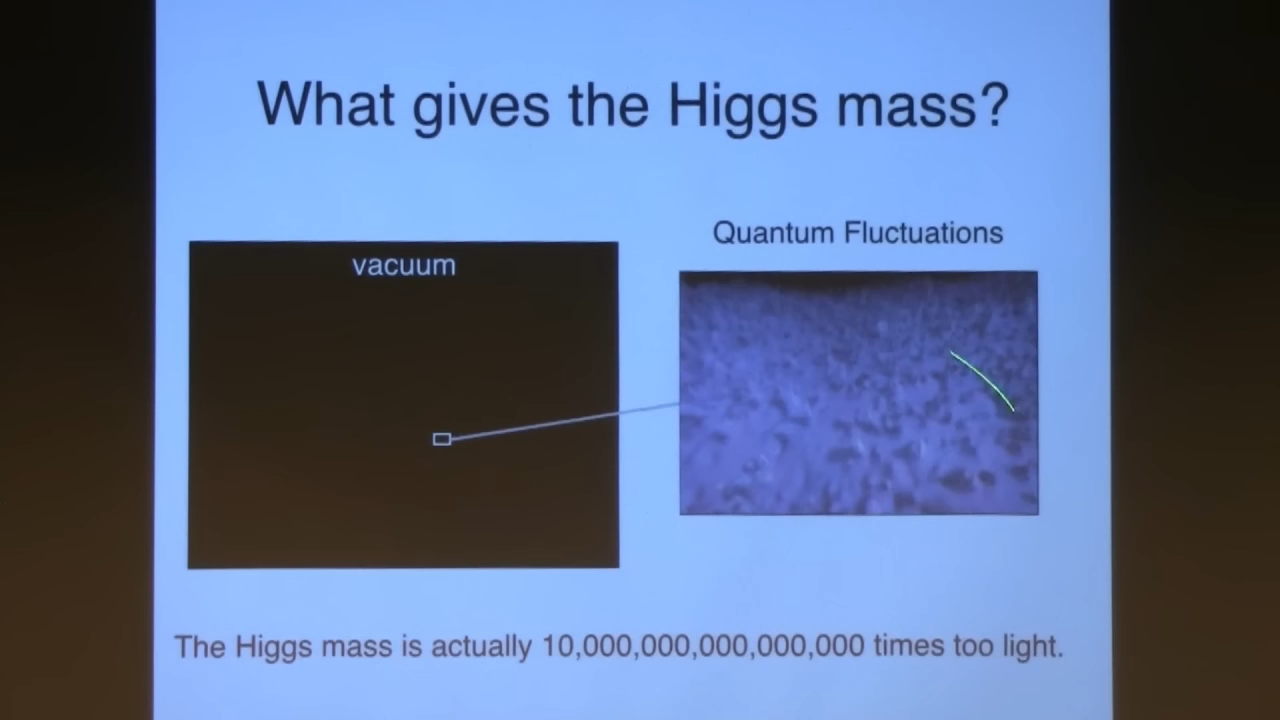 What gives the Higgs mass?
Quantum Fluctuations
vacuum
The Higgs mass is actually 10,000,000,000,000,000 times too light.